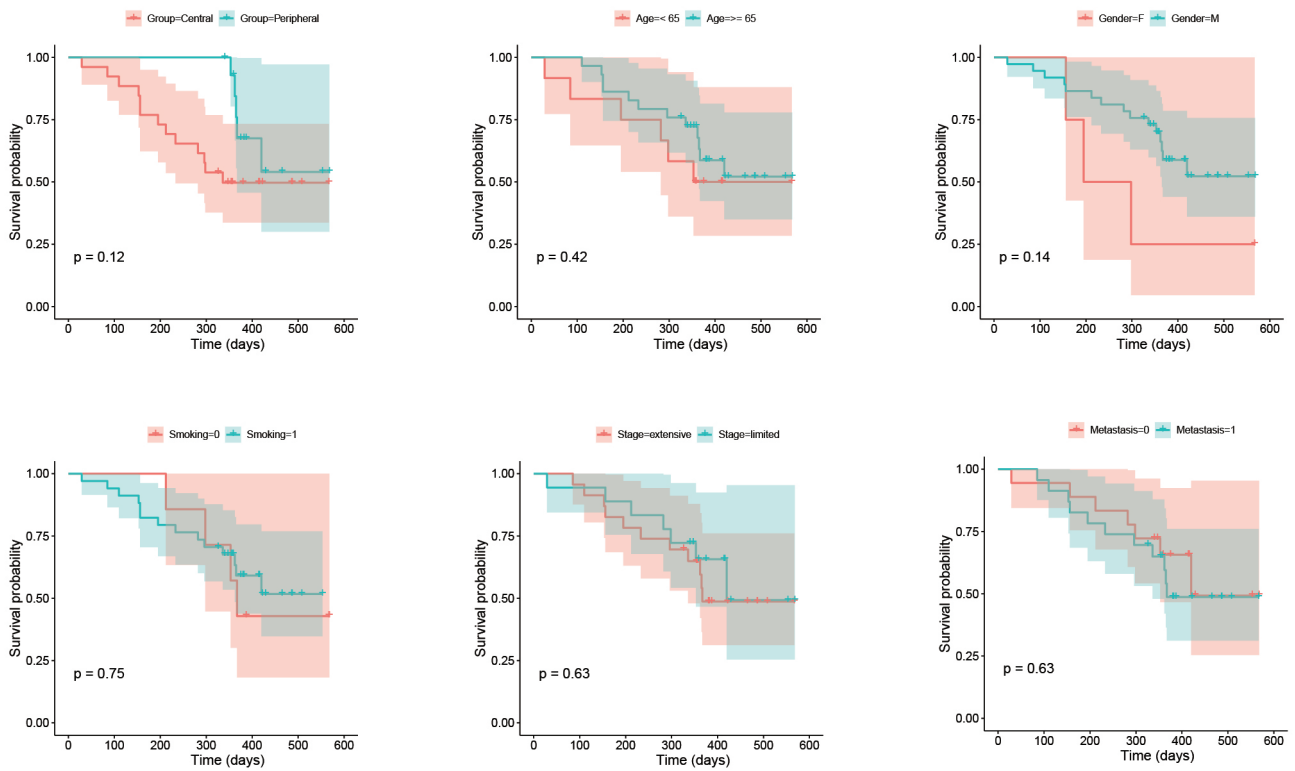 Group=Central Group=Peripheral
Survival probability
1.00
0.75
0.50
0.25
0.00
p = 0.12
0 100 200 300 400 500 600
Time (days)
Age=< 65 Age=>= 65
Survival probability
1.00
0.75
0.50
0.25
0.00
p = 0.42
0 100 200 300 400 500 600
Time (days)
Gender=F Gender=M
Survival probability
1.00
0.75
0.50
0.25
0.00
p = 0.14
0 100 200 300 400 500 600
Time (days)
Smoking=0 Smoking=1
Survival probability
1.00
0.75
0.50
0.25
0.00
p = 0.75
0 100 200 300 400 500 600
Time (days)
Stage=extensive Stage=limited
Survival probability
1.00
0.75
0.50
0.25
0.00
p = 0.63
0 100 200 300 400 500 600
Time (days)
Metastasis=0 Metastasis=1
Survival probability
1.00
0.75
0.50
0.25
0.00
p = 0.63
0 100 200 300 400 500 600
Time (days)